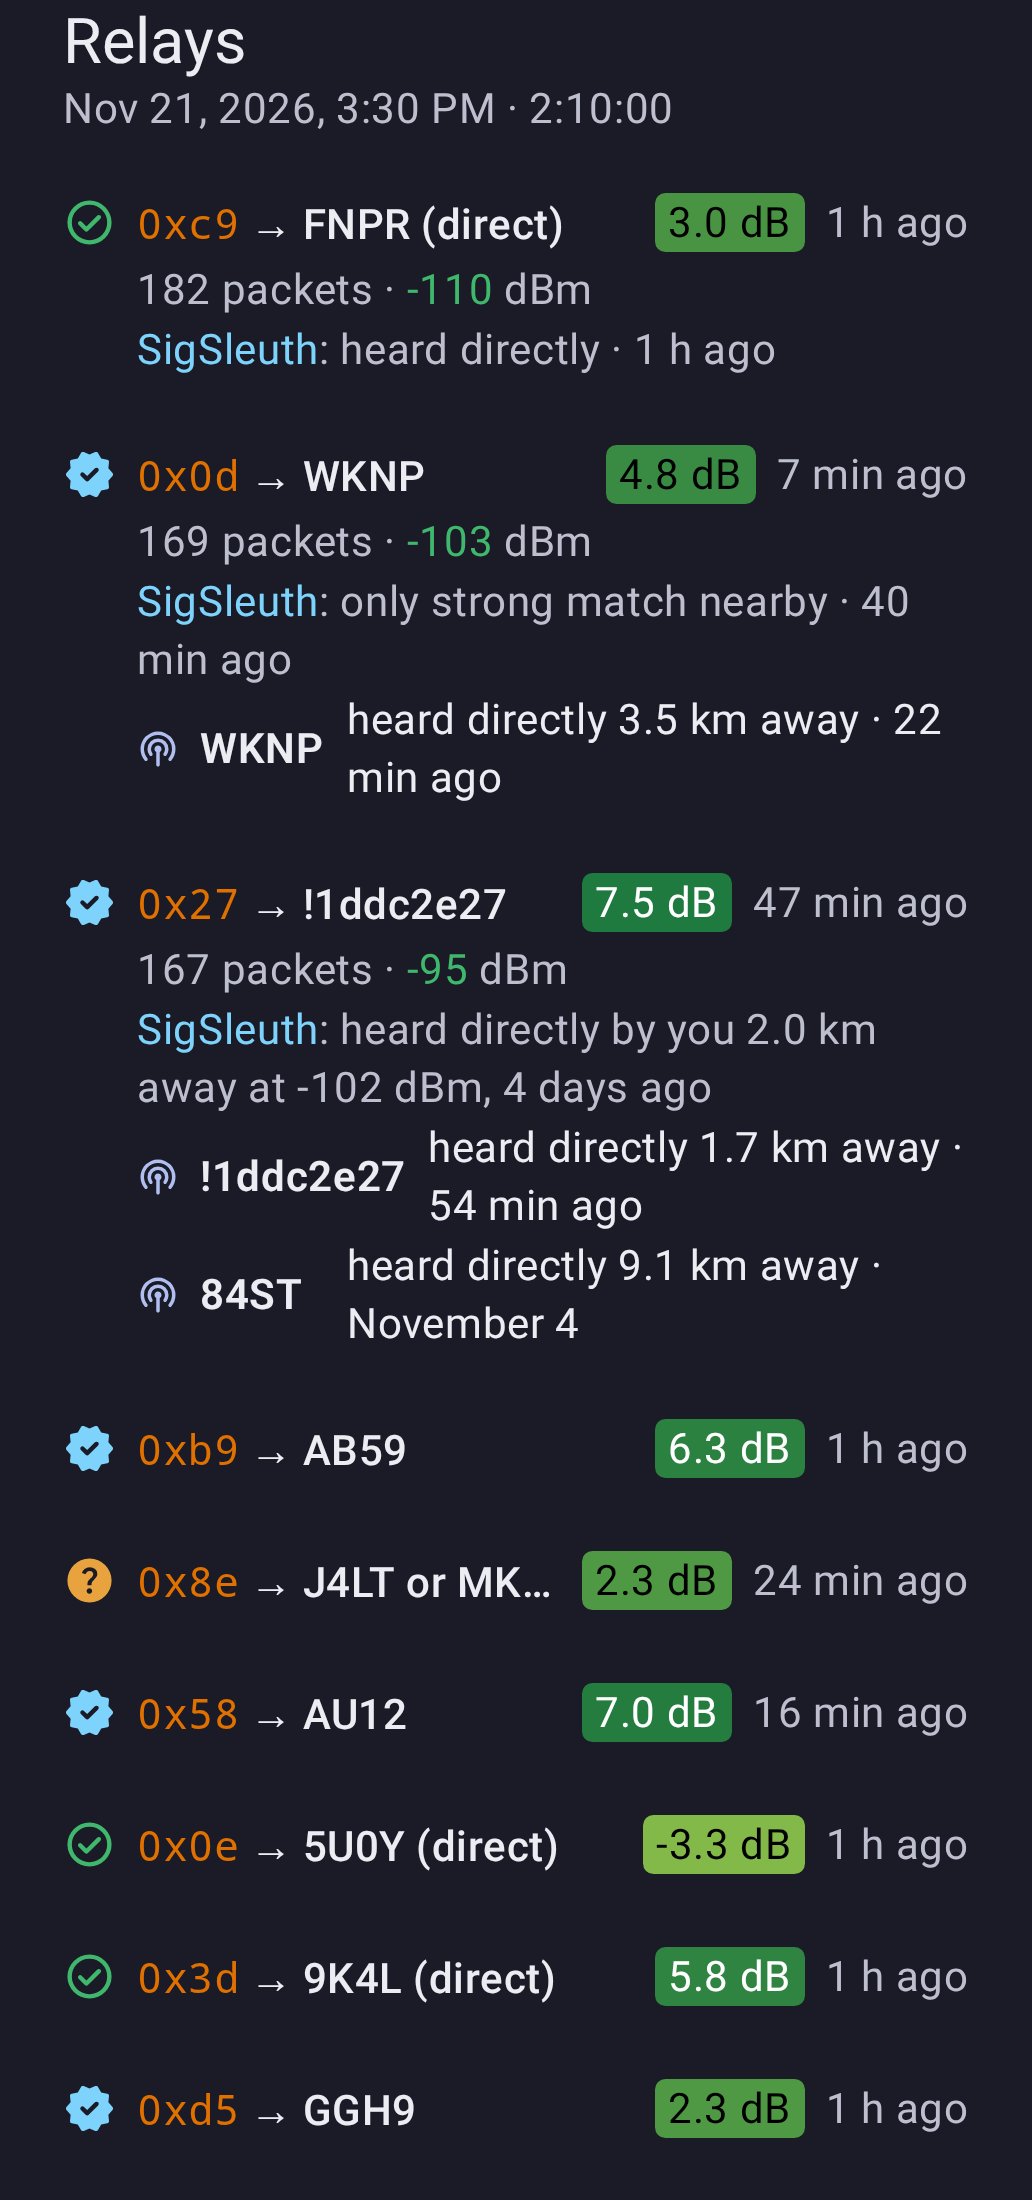 Relays
Nov 21, 2026, 3:30 PM · 2:10:00
0xc9 → FNPR (direct) 3.0 dB 1 h ago
182 packets · -110 dBm
SigSleuth: heard directly · 1 h ago
0x0d → WKNP 4.8 dB 7 min ago
169 packets · -103 dBm
SigSleuth: only strong match nearby · 40
min ago
WKNP heard directly 3.5 km away · 22
min ago
0x27 → !1ddc2e27 7.5 dB 47 min ago
167 packets · -95 dBm
SigSleuth: heard directly by you 2.0 km
away at -102 dBm, 4 days ago
!1ddc2e27 heard directly 1.7 km away ·
54 min ago
84ST heard directly 9.1 km away ·
November 4
0xb9 → AB59 6.3 dB 1 h ago
0x8e → J4LT or MK… 2.3 dB 24 min ago
0x58 → AU12 7.0 dB 16 min ago
0x0e → 5U0Y (direct) -3.3 dB 1 h ago
0x3d → 9K4L (direct) 5.8 dB 1 h ago
0xd5 → GGH9 2.3 dB 1 h ago